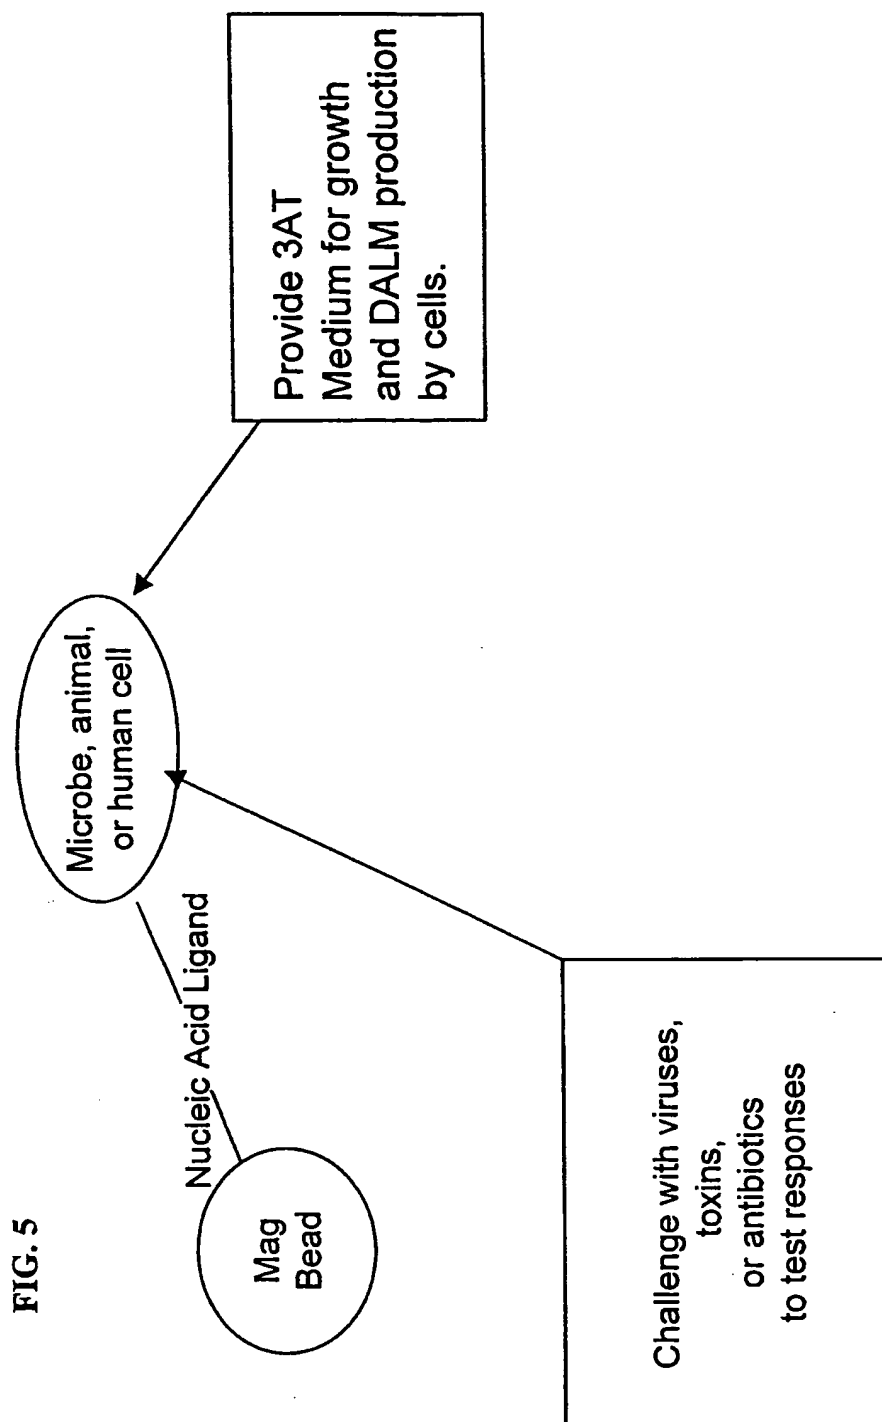 FIG. 5
Mag
Bead
Nucleic Acid Ligand
Microbe, animal,
or human cell
Provide 3AT
Medium for growth
and DALM production
by cells.
Challenge with viruses,
toxins,
or antibiotics
to test responses